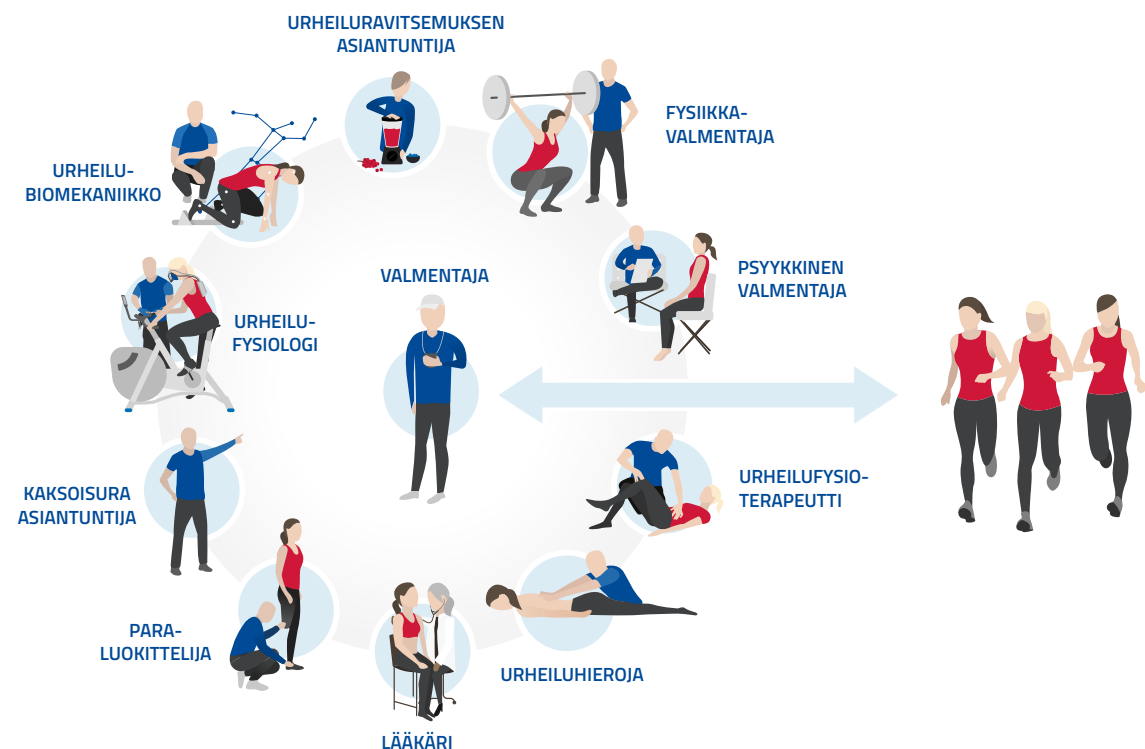 URHEILURAVITSEMUKSEN
ASIANTUNTIJA
FYSIIKKA-
VALMENTAJA
URHEILU-
BIOMEKANIIKKO
PSYYKKINEN
VALMENTAJA
VALMENTAJA
URHEILU-
FYSIOLOGI
URHEILUFYSIO-
TERAPEUTTI
KAKSOISURA
ASIANTUNTIJA
PARA-
LUOKITTELIJA
URHEILUHIEROJA
LÄÄKÄRI